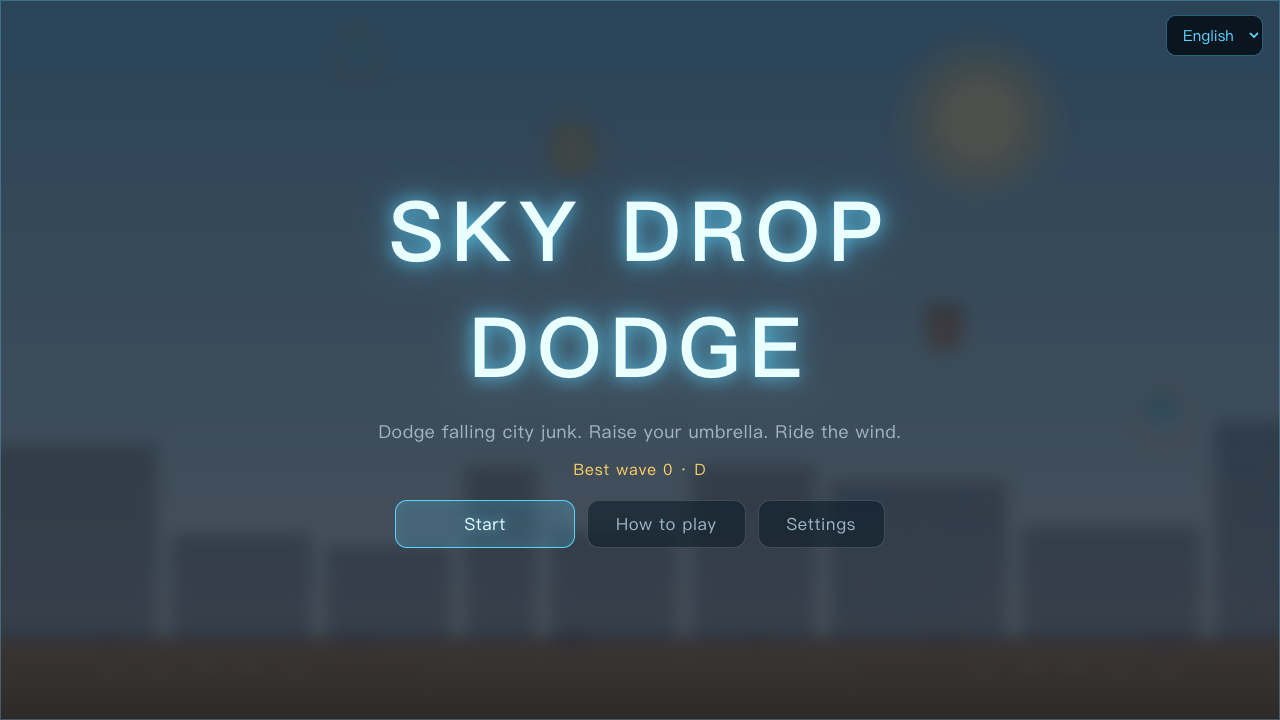 English
SKY DROP
DODGE
Dodge falling city junk. Raise your umbrella. Ride the wind.
Best wave 0 · D
Start
How to play
Settings